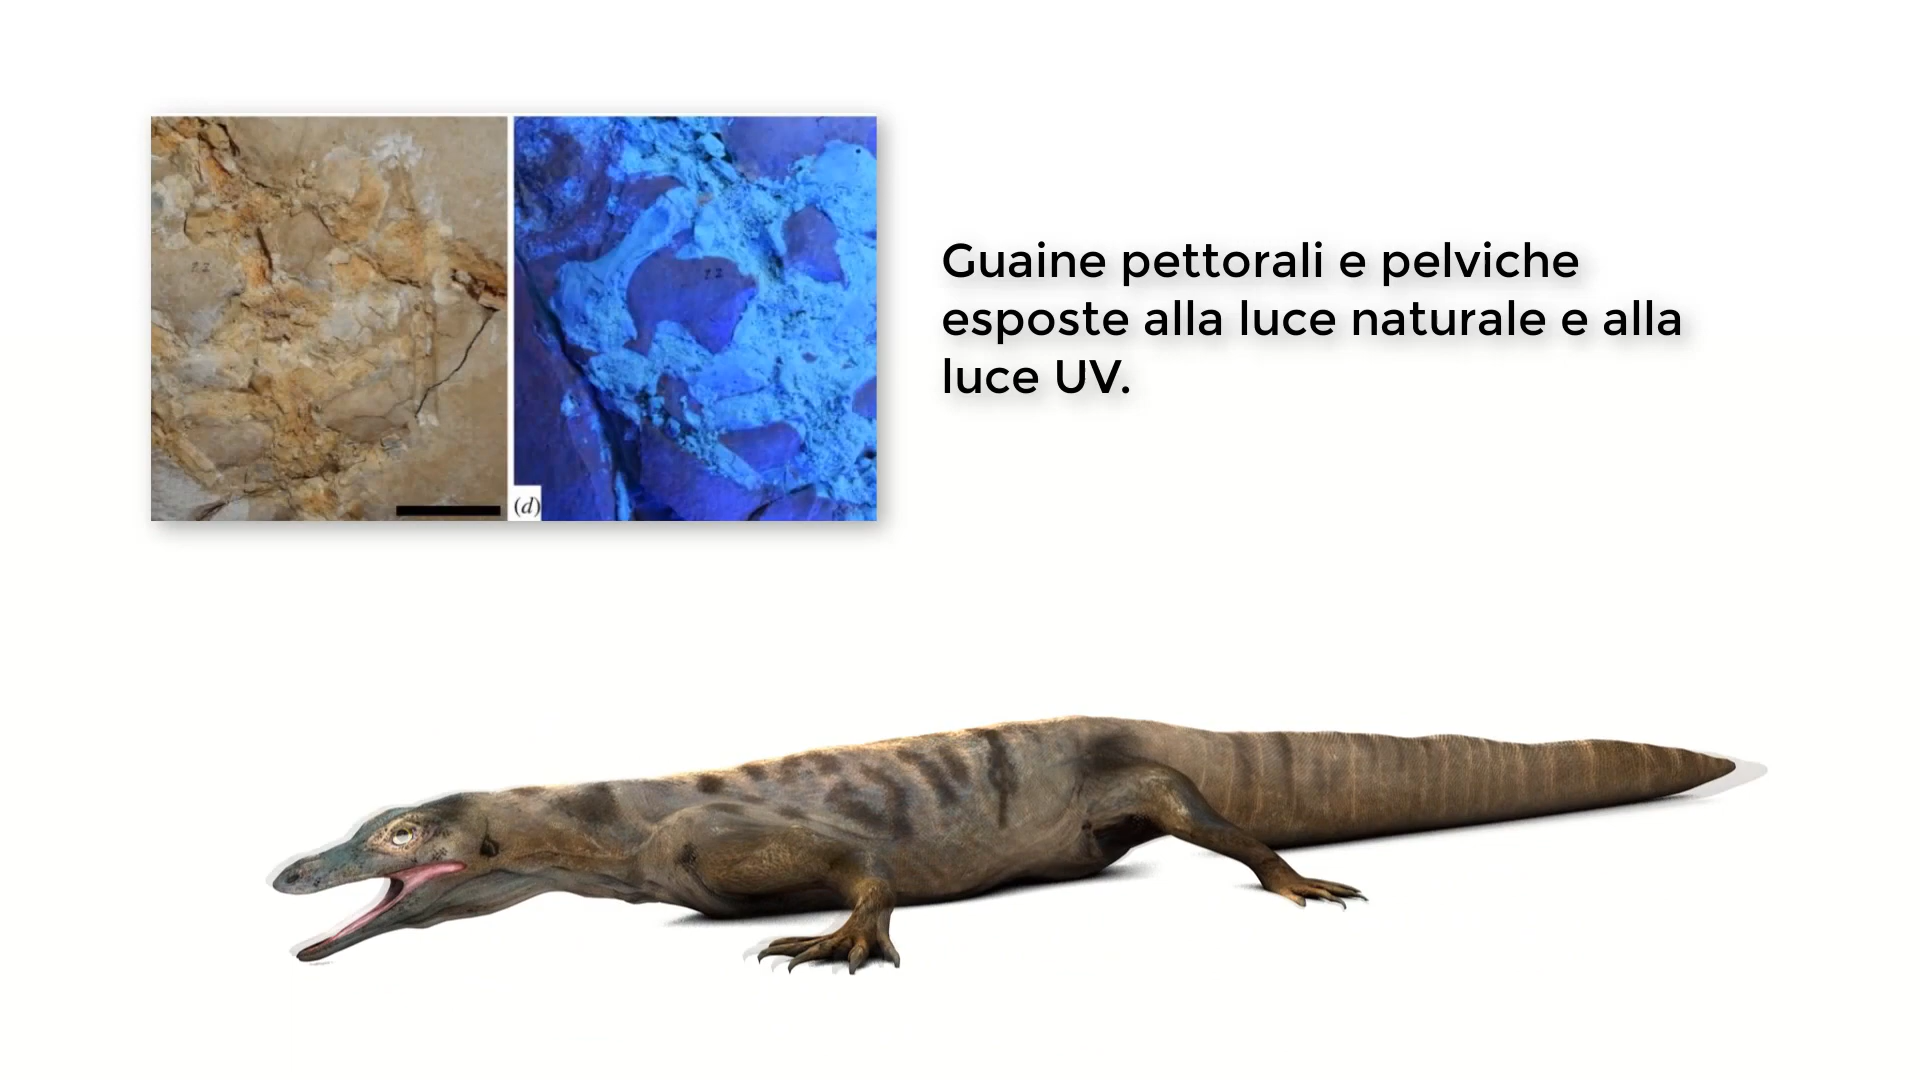 (d)
Guaine pettorali e pelviche
esposte alla luce naturale e alla
luce UV.